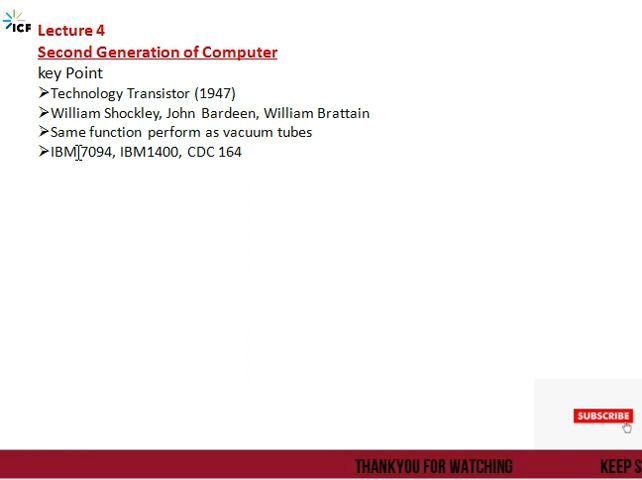 ICF
Lecture 4
Second Generation of Computer
key Point
➢Technology Transistor (1947)
➢William Shockley, John Bardeen, William Brattain
➢Same function perform as vacuum tubes
➢IBM 7094, IBM1400, CDC 164
SUBSCRIBE
THANKYOU FOR WATCHING KEEP S